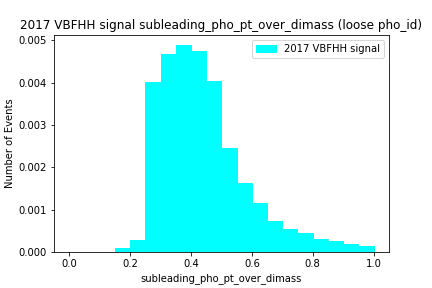 2017 VBFHH signal subleading_pho_pt_over_dimass (loose pho_id)
2017 VBFHH signal
Number of Events
0.005
0.004
0.003
0.002
0.001
0.000
0.0 0.2 0.4 0.6 0.8 1.0
subleading_pho_pt_over_dimass